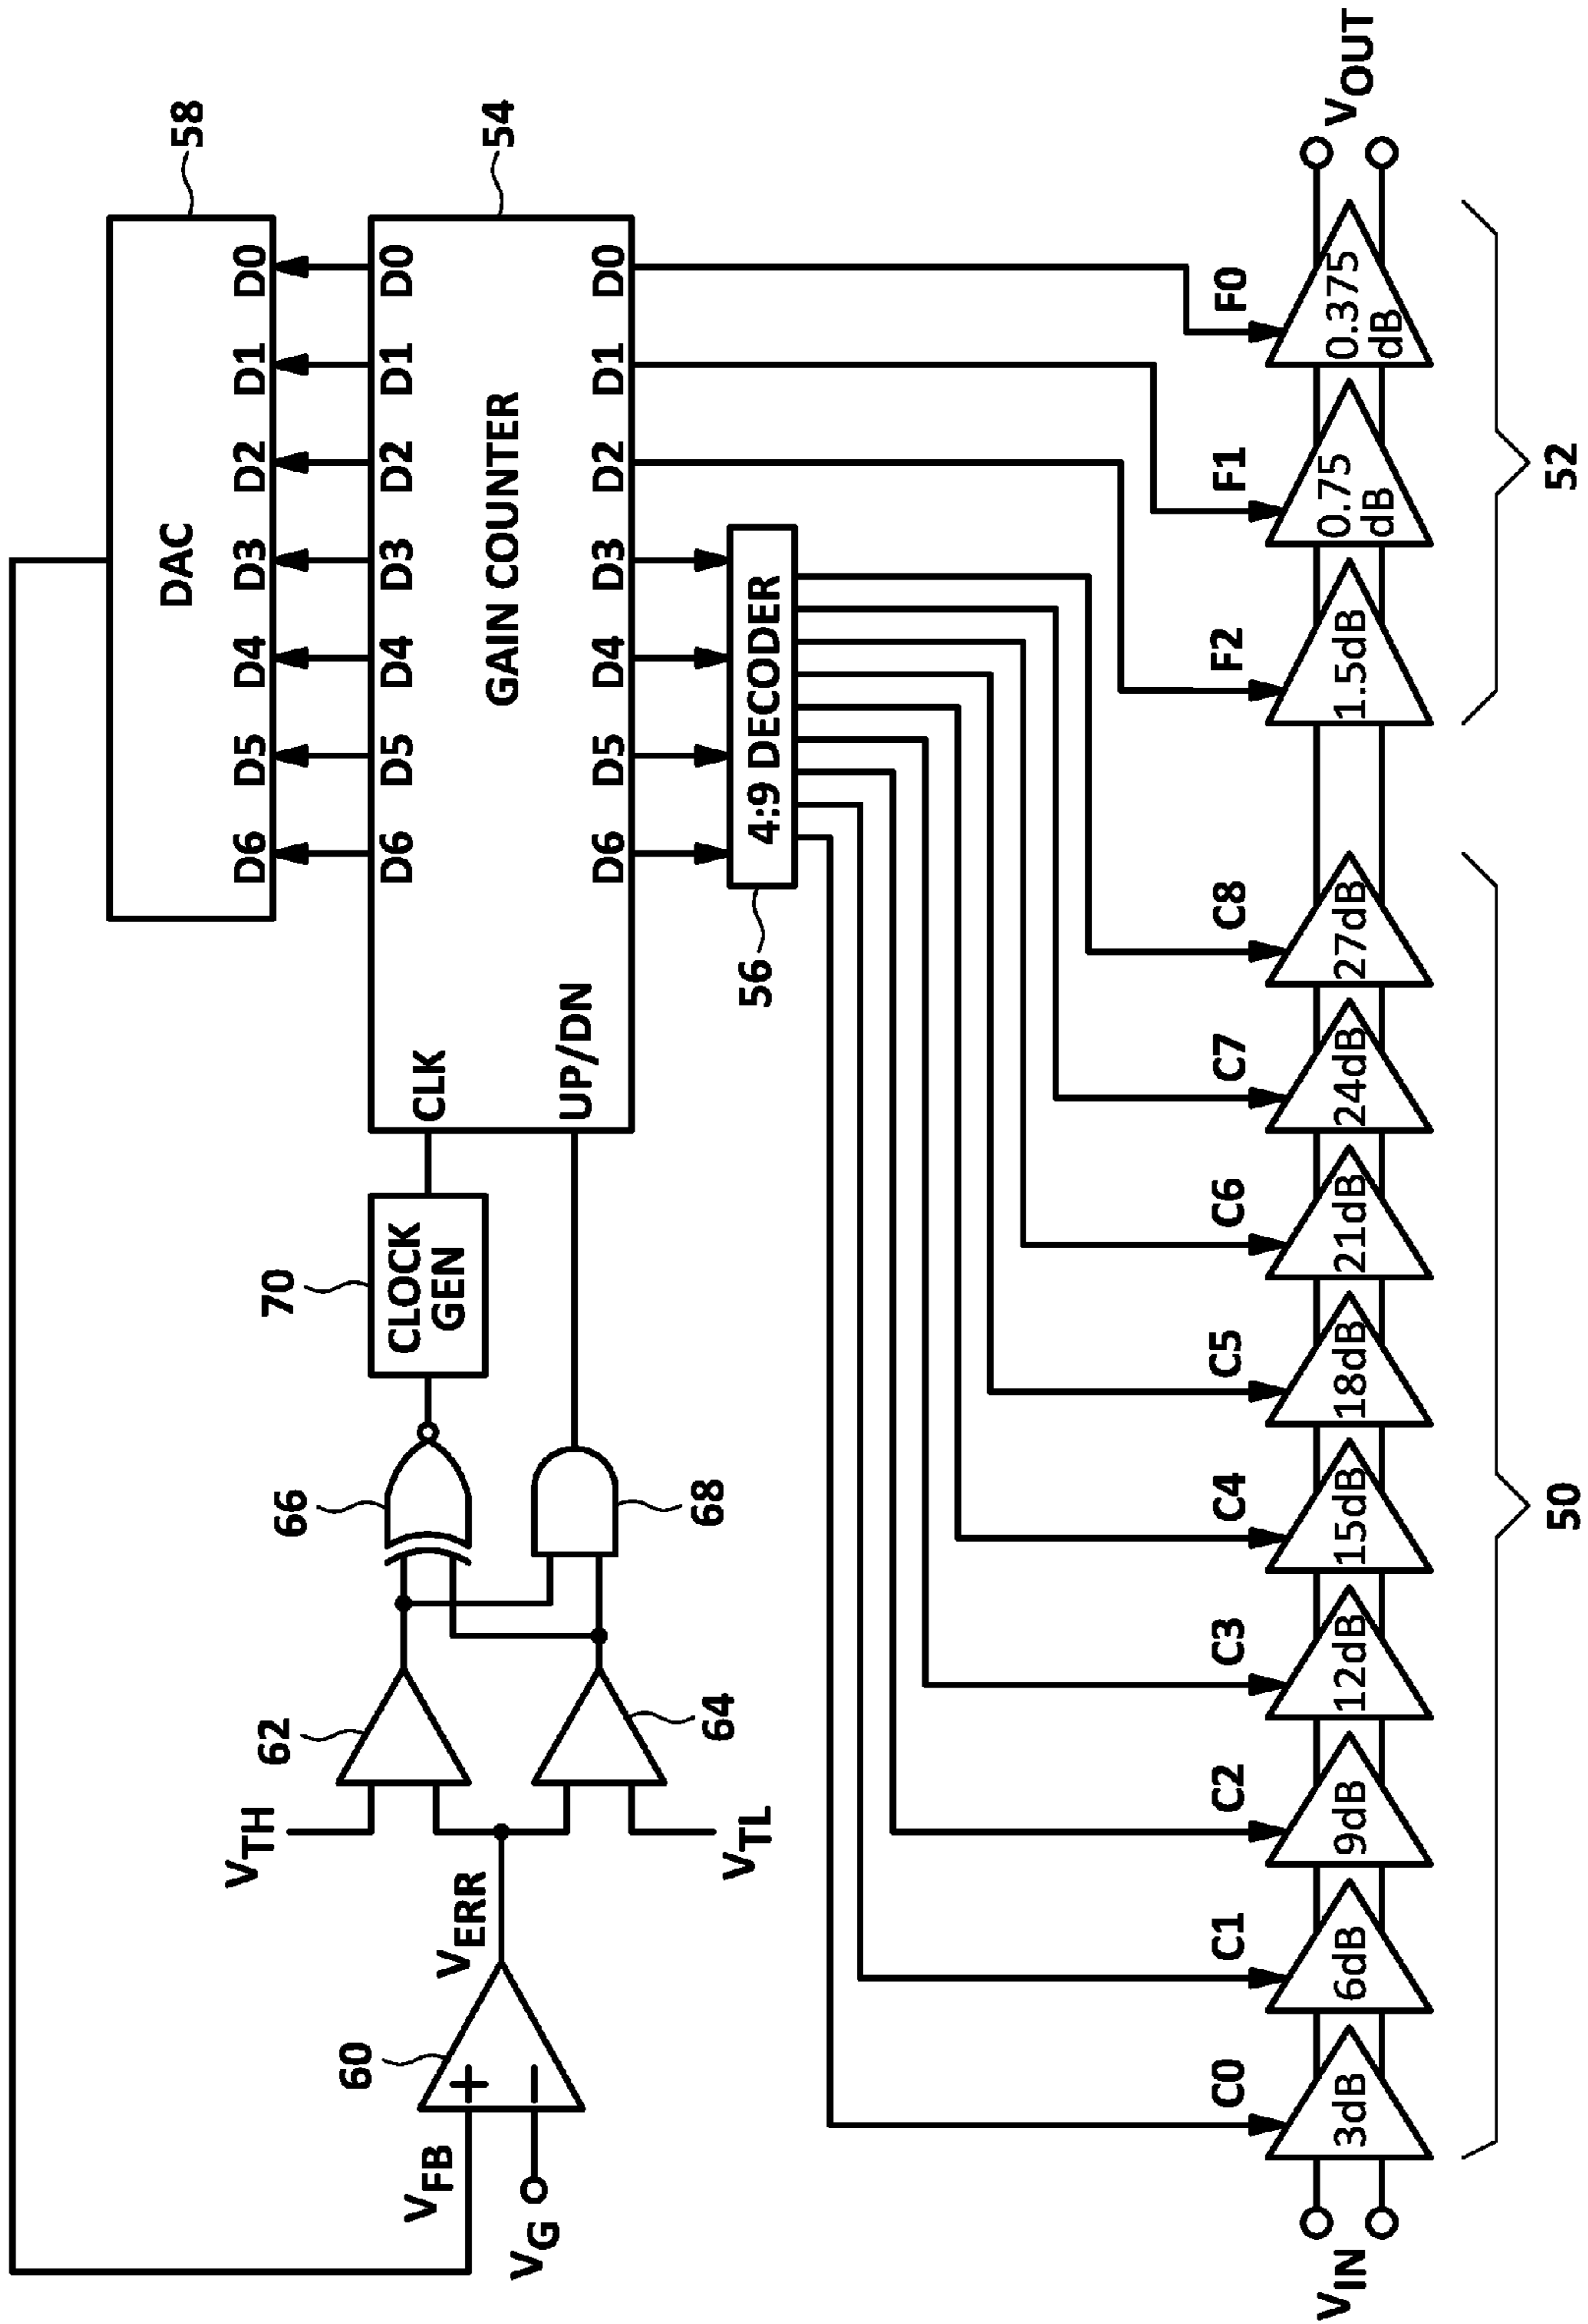 58
DAC
D6 D5 D4 D3 D2 D1 D0
54
D6 D5 D4 D3 D2 D1 D0
GAIN COUNTER
CLK
UP/DN
D6 D5 D4 D3 D2 D1 D0
70
CLOCK
GEN
66
68
62
64
VTH
VTL
VERR
60
+
−
VFB
VG
4:9 DECODER
56
C0 C1 C2 C3 C4 C5 C6 C7 C8 F2 F1 F0
VIN
3dB 6dB 9dB 12dB 15dB 18dB 21dB 24dB 27dB 1.5dB
0.75
dB
0.375
dB
VOUT
50
52